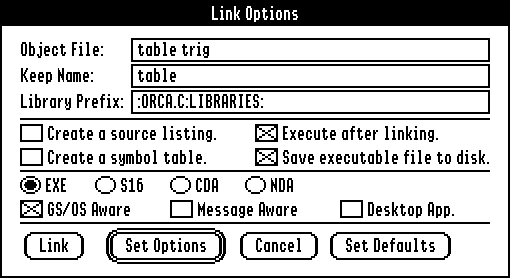 Link Options
Object File: table trig
Keep Name: table
Library Prefix: :ORCA.C:LIBRARIES:
Create a source listing. Execute after linking.
Create a symbol table. Save executable file to disk.
EXE S16 CDA NDA
GS/OS Aware Message Aware Desktop App.
Link Set Options Cancel Set Defaults